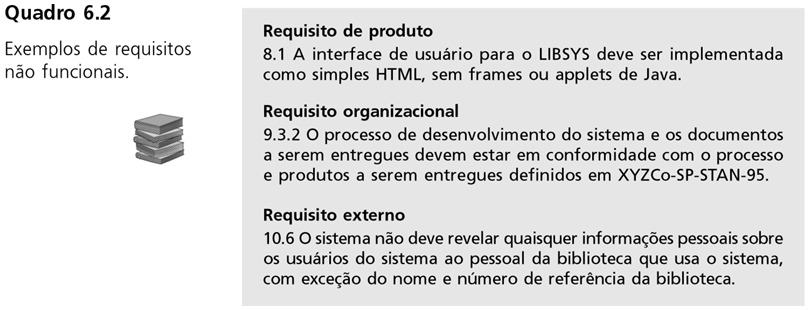 Quadro 6.2
Exemplos de requisitos
não funcionais.
Requisito de produto
8.1 A interface de usuário para o LIBSYS deve ser implementada
como simples HTML, sem frames ou applets de Java.
Requisito organizacional
9.3.2 O processo de desenvolvimento do sistema e os documentos
a serem entregues devem estar em conformidade com o processo
e produtos a serem entregues definidos em XYZCo-SP-STAN-95.
Requisito externo
10.6 O sistema não deve revelar quaisquer informações pessoais sobre
os usuários do sistema ao pessoal da biblioteca que usa o sistema,
com exceção do nome e número de referência da biblioteca.